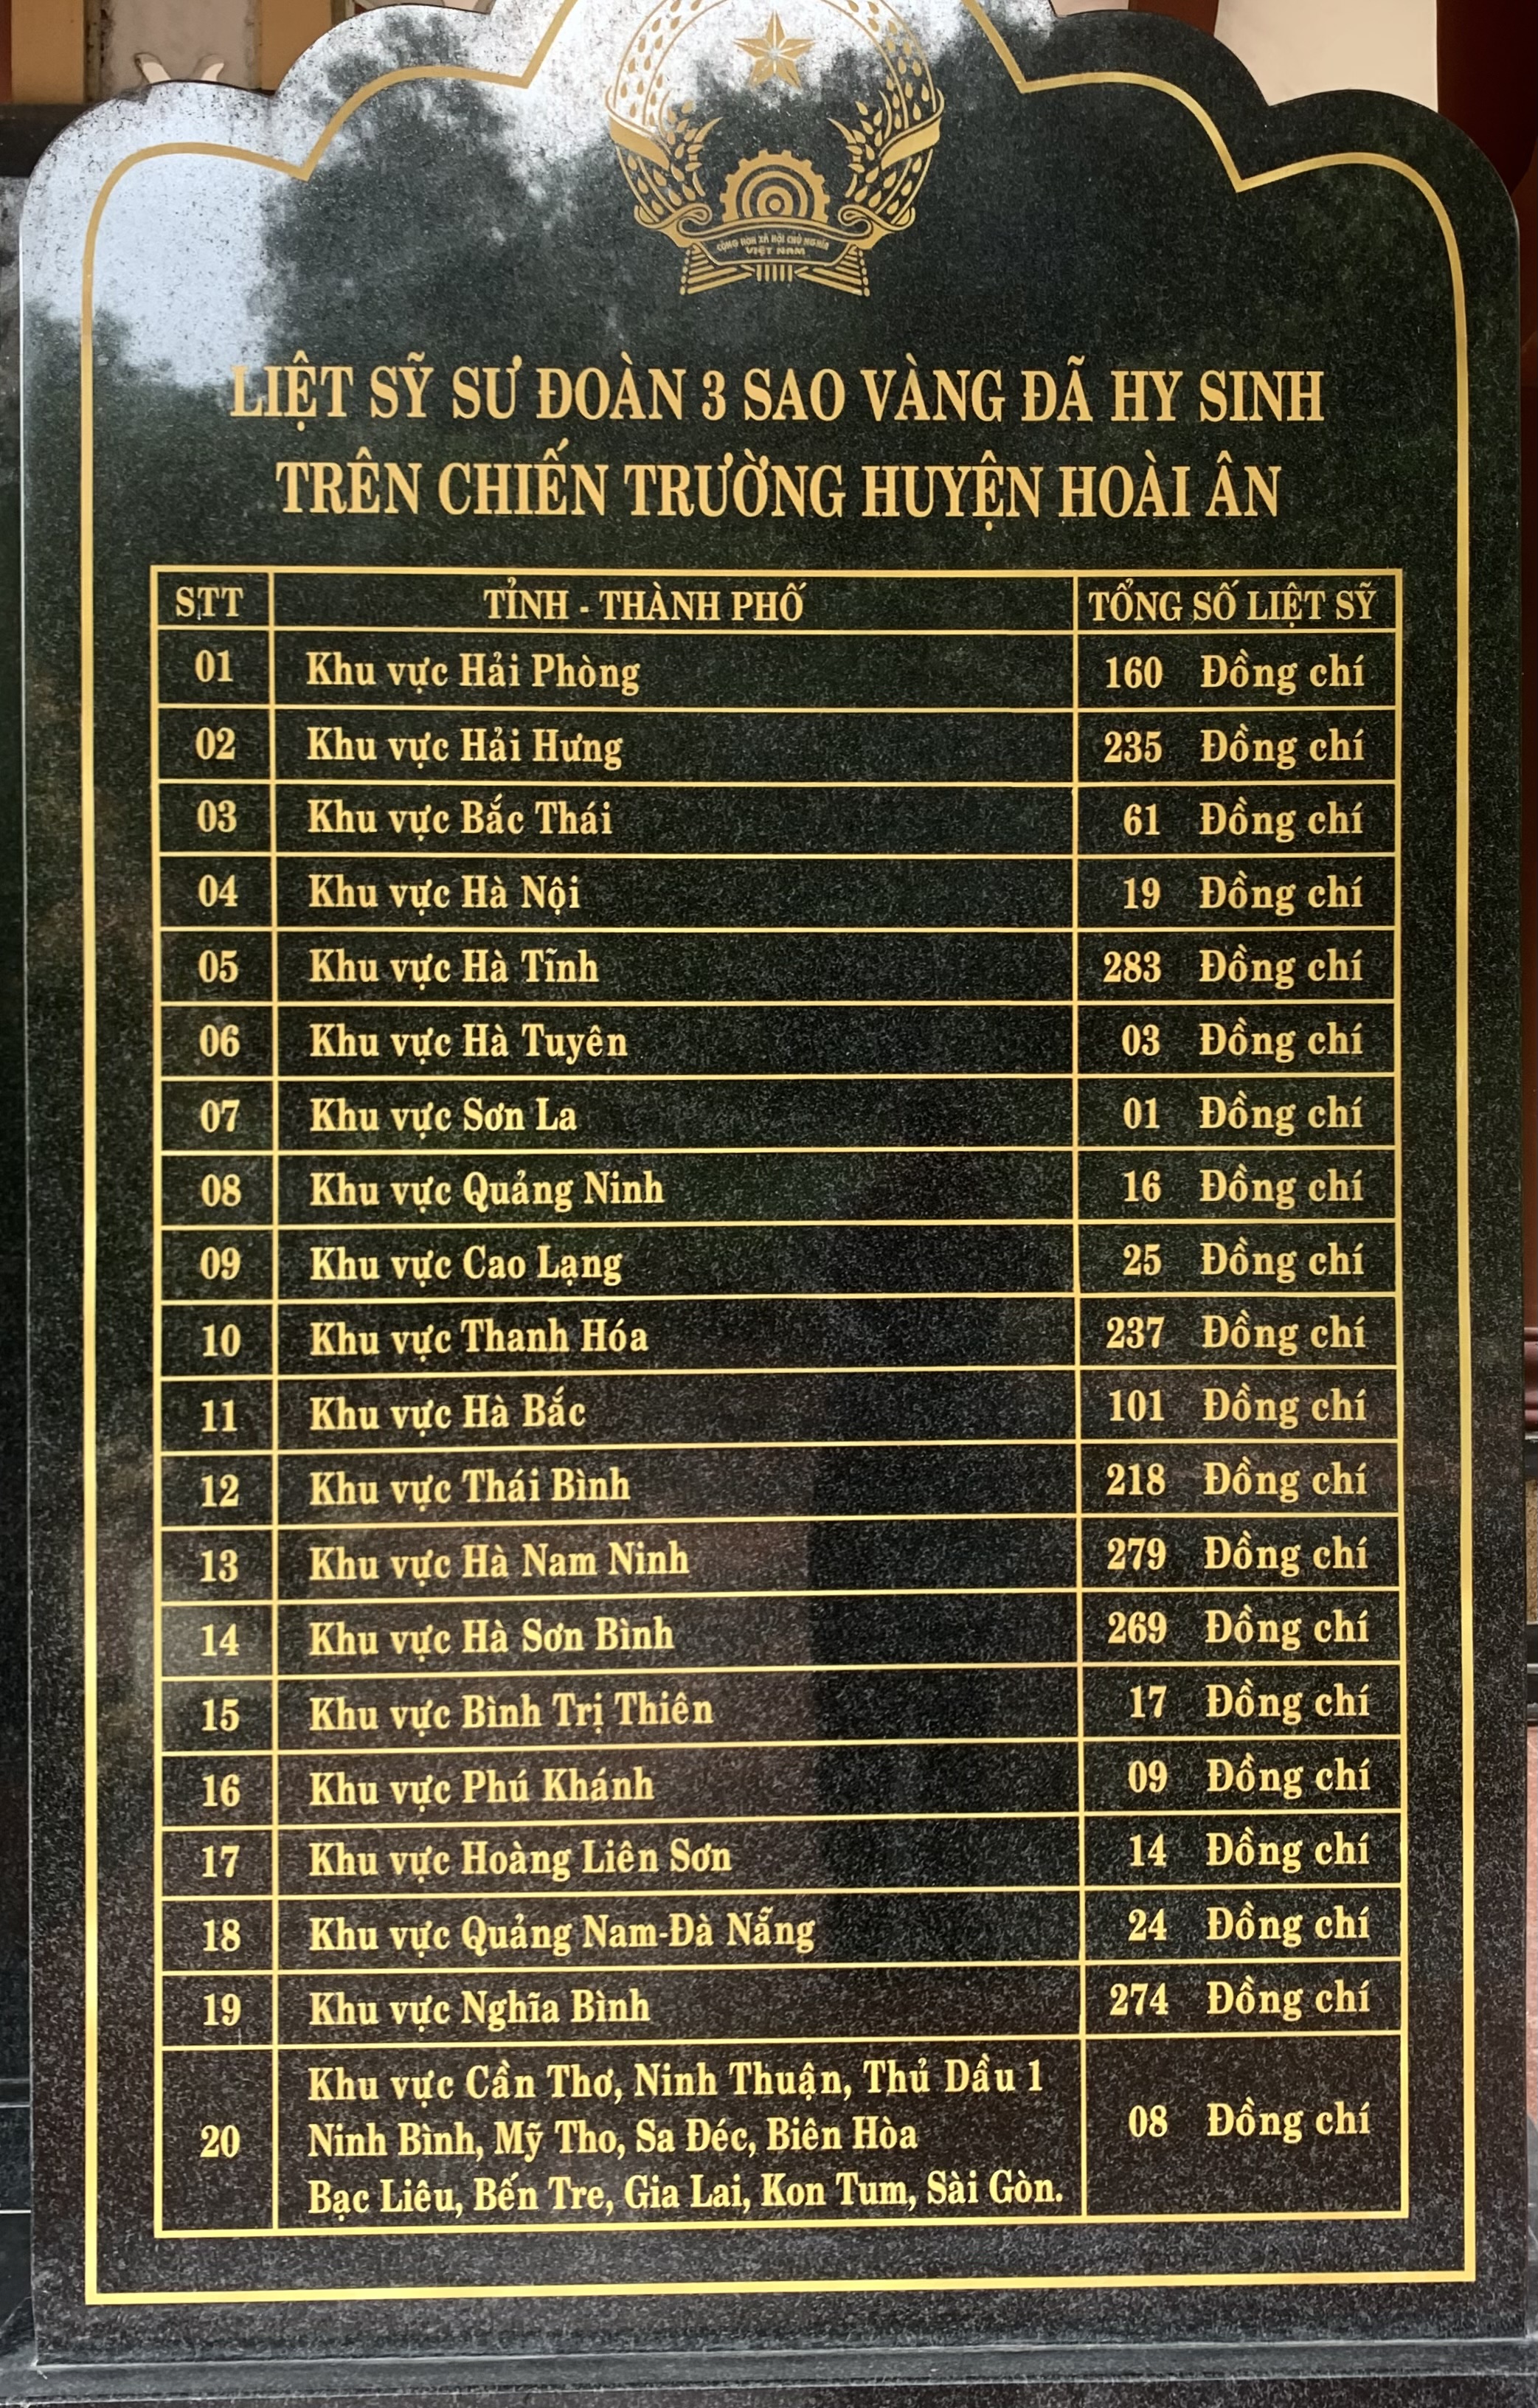 CỘNG HÒA XÃ HỘI CHỦ NGHĨA
VIỆT NAM
LIỆT SỸ SƯ ĐOÀN 3 SAO VÀNG ĐÃ HY SINH
TRÊN CHIẾN TRƯỜNG HUYỆN HOÀI ÂN
STT TỈNH - THÀNH PHỐ TỔNG SỐ LIỆT SỸ
01 Khu vực Hải Phòng 160 Đồng chí
02 Khu vực Hải Hưng 235 Đồng chí
03 Khu vực Bắc Thái 61 Đồng chí
04 Khu vực Hà Nội 19 Đồng chí
05 Khu vực Hà Tĩnh 283 Đồng chí
06 Khu vực Hà Tuyên 03 Đồng chí
07 Khu vực Sơn La 01 Đồng chí
08 Khu vực Quảng Ninh 16 Đồng chí
09 Khu vực Cao Lạng 25 Đồng chí
10 Khu vực Thanh Hóa 237 Đồng chí
11 Khu vực Hà Bắc 101 Đồng chí
12 Khu vực Thái Bình 218 Đồng chí
13 Khu vực Hà Nam Ninh 279 Đồng chí
14 Khu vực Hà Sơn Bình 269 Đồng chí
15 Khu vực Bình Trị Thiên 17 Đồng chí
16 Khu vực Phú Khánh 09 Đồng chí
17 Khu vực Hoàng Liên Sơn 14 Đồng chí
18 Khu vực Quảng Nam-Đà Nẵng 24 Đồng chí
19 Khu vực Nghĩa Bình 274 Đồng chí
Khu vực Cần Thơ, Ninh Thuận, Thủ Dầu 1
20 Ninh Bình, Mỹ Tho, Sa Đéc, Biên Hòa 08 Đồng chí
Bạc Liêu, Bến Tre, Gia Lai, Kon Tum, Sài Gòn.